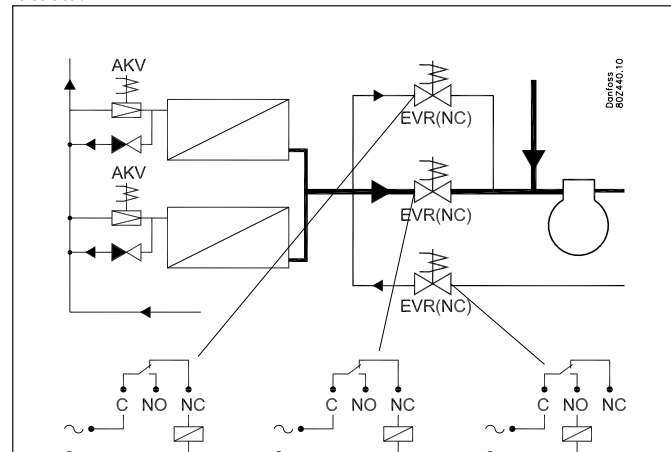 AKV
EVR(NC)
Danfoss
80Z440.10
AKV
EVR(NC)
EVR(NC)
C NO NC
C NO NC
C NO NC